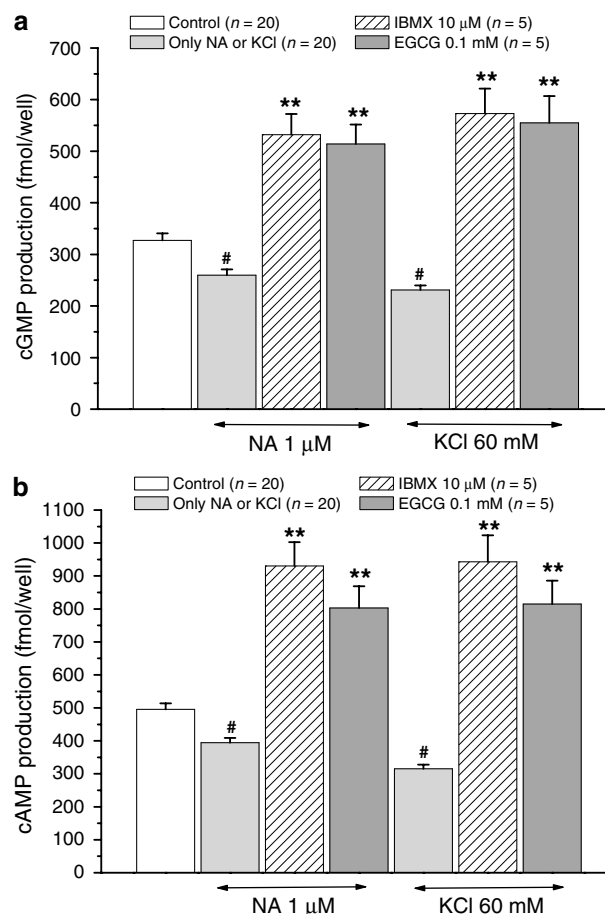 a
Control (n = 20) IBMX 10 μM (n = 5)
Only NA or KCl (n = 20) EGCG 0.1 mM (n = 5)
cGMP production (fmol/well)
700
600
500
400
300
200
100
0
# ** ** # ** **
NA 1 μM KCl 60 mM
b
Control (n = 20) IBMX 10 μM (n = 5)
Only NA or KCl (n = 20) EGCG 0.1 mM (n = 5)
cAMP production (fmol/well)
1100
1000
900
800
700
600
500
400
300
200
100
0
# ** ** # ** **
NA 1 μM KCl 60 mM